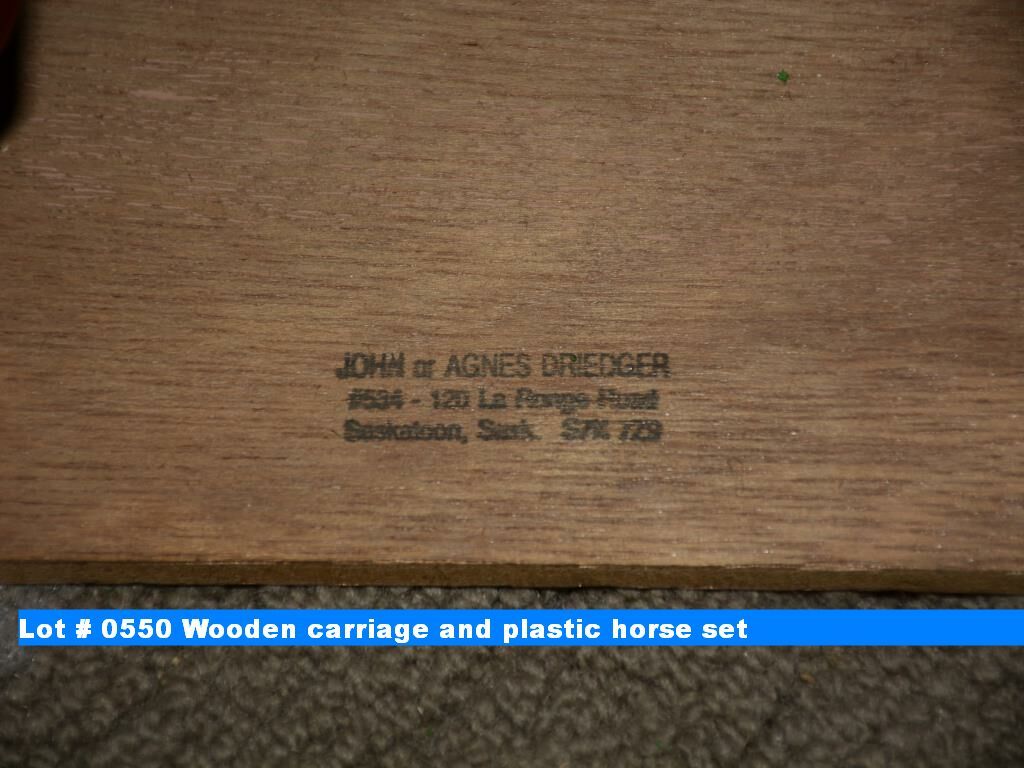 JOHN or AGNES DRIEDGER
#534 - 120 La Ronge Road
Saskatoon, Sask. S7K 7Z9
Lot # 0550 Wooden carriage and plastic horse set